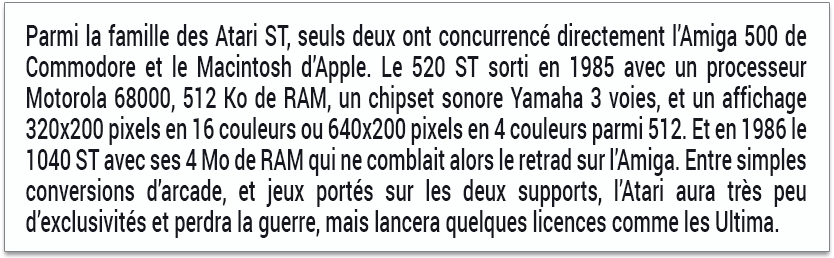 Parmi la famille des Atari ST, seuls deux ont concurrencé directement l'Amiga 500 de
Commodore et le Macintosh d'Apple. Le 520 ST sorti en 1985 avec un processeur
Motorola 68000, 512 Ko de RAM, un chipset sonore Yamaha 3 voies, et un affichage
320x200 pixels en 16 couleurs ou 640x200 pixels en 4 couleurs parmi 512. Et en 1986 le
1040 ST avec ses 4 Mo de RAM qui ne comblait alors le retrad sur l'Amiga. Entre simples
conversions d'arcade, et jeux portés sur les deux supports, l'Atari aura très peu
d'exclusivités et perdra la guerre, mais lancera quelques licences comme les Ultima.